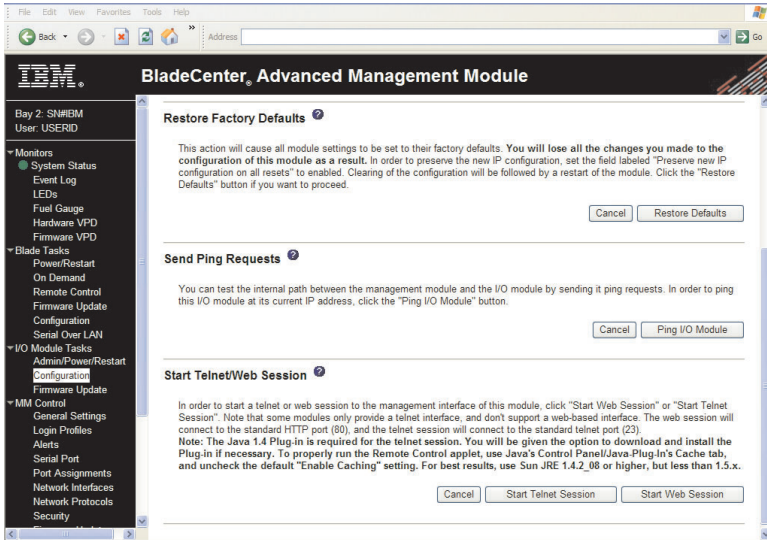 File Edit View Favorites Tools Help
Back
Address
Go
IBM®
BladeCenter® Advanced Management Module
Bay 2: SN#IBM
User: USERID
Monitors
System Status
Event Log
LEDs
Fuel Gauge
Hardware VPD
Firmware VPD
Blade Tasks
Power/Restart
On Demand
Remote Control
Firmware Update
Configuration
Serial Over LAN
I/O Module Tasks
Admin/Power/Restart
Configuration
Firmware Update
MM Control
General Settings
Login Profiles
Alerts
Serial Port
Port Assignments
Network Interfaces
Network Protocols
Security
Restore Factory Defaults ?
This action will cause all module settings to be set to their factory defaults. You will lose all the changes you made to the
configuration of this module as a result. In order to preserve the new IP configuration, set the field labeled "Preserve new IP
configuration on all resets" to enabled. Clearing of the configuration will be followed by a restart of the module. Click the "Restore
Defaults" button if you want to proceed.
Cancel Restore Defaults
Send Ping Requests ?
You can test the internal path between the management module and the I/O module by sending it ping requests. In order to ping
this I/O module at its current IP address, click the "Ping I/O Module" button.
Cancel Ping I/O Module
Start Telnet/Web Session ?
In order to start a telnet or web session to the management interface of this module, click "Start Web Session" or "Start Telnet
Session". Note that some modules only provide a telnet interface, and don't support a web-based interface. The web session will
connect to the standard HTTP port (80), and the telnet session will connect to the standard telnet port (23).
Note: The Java 1.4 Plug-in is required for the telnet session. You will be given the option to download and install the
Plug-in if necessary. To properly run the Remote Control applet, use Java's Control Panel/Java-Plug-In's Cache tab,
and uncheck the default "Enable Caching" setting. For best results, use Sun JRE 1.4.2_08 or higher, but less than 1.5.x.
Cancel Start Telnet Session Start Web Session